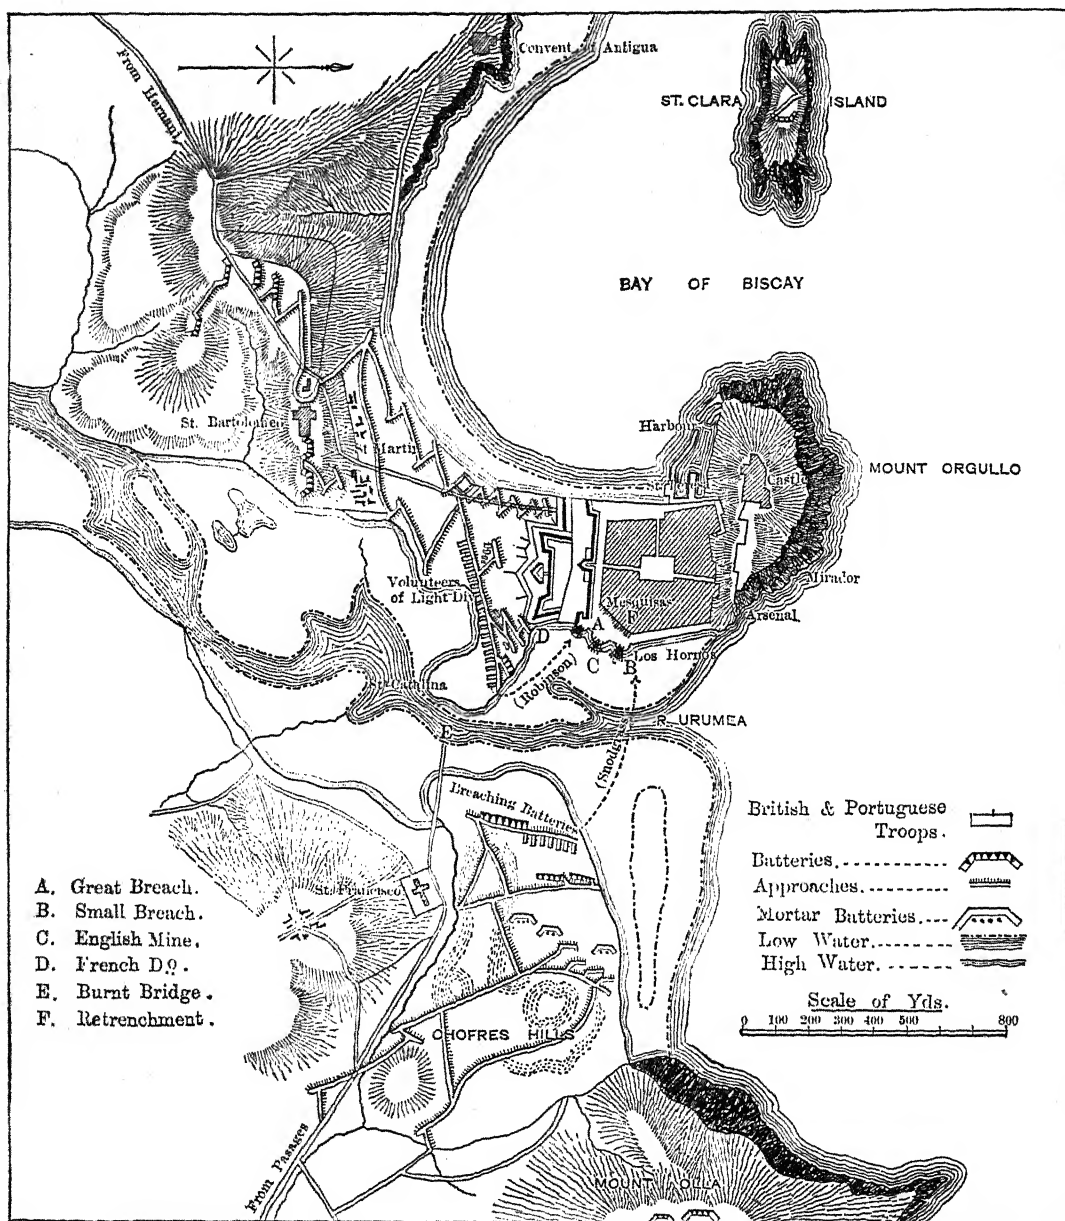 From Hernani
Convent of Antigua
ST. CLARA ISLAND
BAY OF BISCAY
St. Bartolomeo
St Martin
Harbour
Castle
MOUNT ORGULLO
Mirador
Arsenal.
Volunteers
of Light Div
A
F
D
C
B
Los Hornos
(Robinson)
St. Catalina
E
R. URUMEA
(Snodgrass)
Breaching Batteries
St. Francisco
A. Great Breach.
B. Small Breach.
C. English Mine.
D. French Do.
E. Burnt Bridge.
F. Retrenchment.
British & Portuguese
Troops.
Batteries.
Approaches.
Mortar Batteries.
Low Water.
High Water.
Scale of Yds.
0 100 200 300 400 500 800
CHOFRES HILLS
From Pasages
MOUNT OLLA